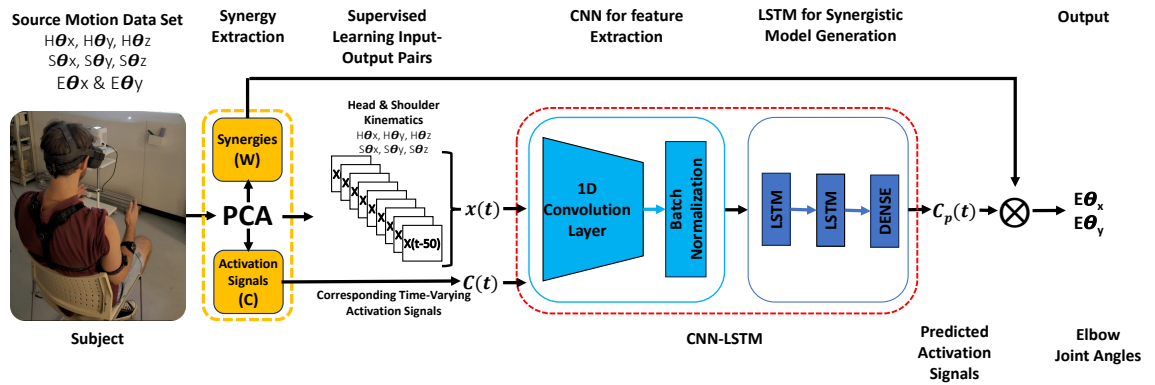 Source Motion Data Set
H𝜽x, H𝜽y, H𝜽z
S𝜽x, S𝜽y, S𝜽z
E𝜽x & E𝜽y
Synergy
Extraction
Supervised
Learning Input-
Output Pairs
CNN for feature
Extraction
LSTM for Synergistic
Model Generation
Output
Synergies
(W)
PCA
Activation
Signals
(C)
Head & Shoulder
Kinematics
H𝜽x, H𝜽y, H𝜽z
S𝜽x, S𝜽y, S𝜽z
X
X
X
X
X
X
X
X(t-50)
x(t)
C(t)
Corresponding Time-Varying
Activation Signals
1D
Convolution
Layer
Batch
Normalization
LSTM
LSTM
DENSE
Cₚ(t)
E𝜽x
E𝜽y
Subject
CNN-LSTM
Predicted
Activation
Signals
Elbow
Joint Angles